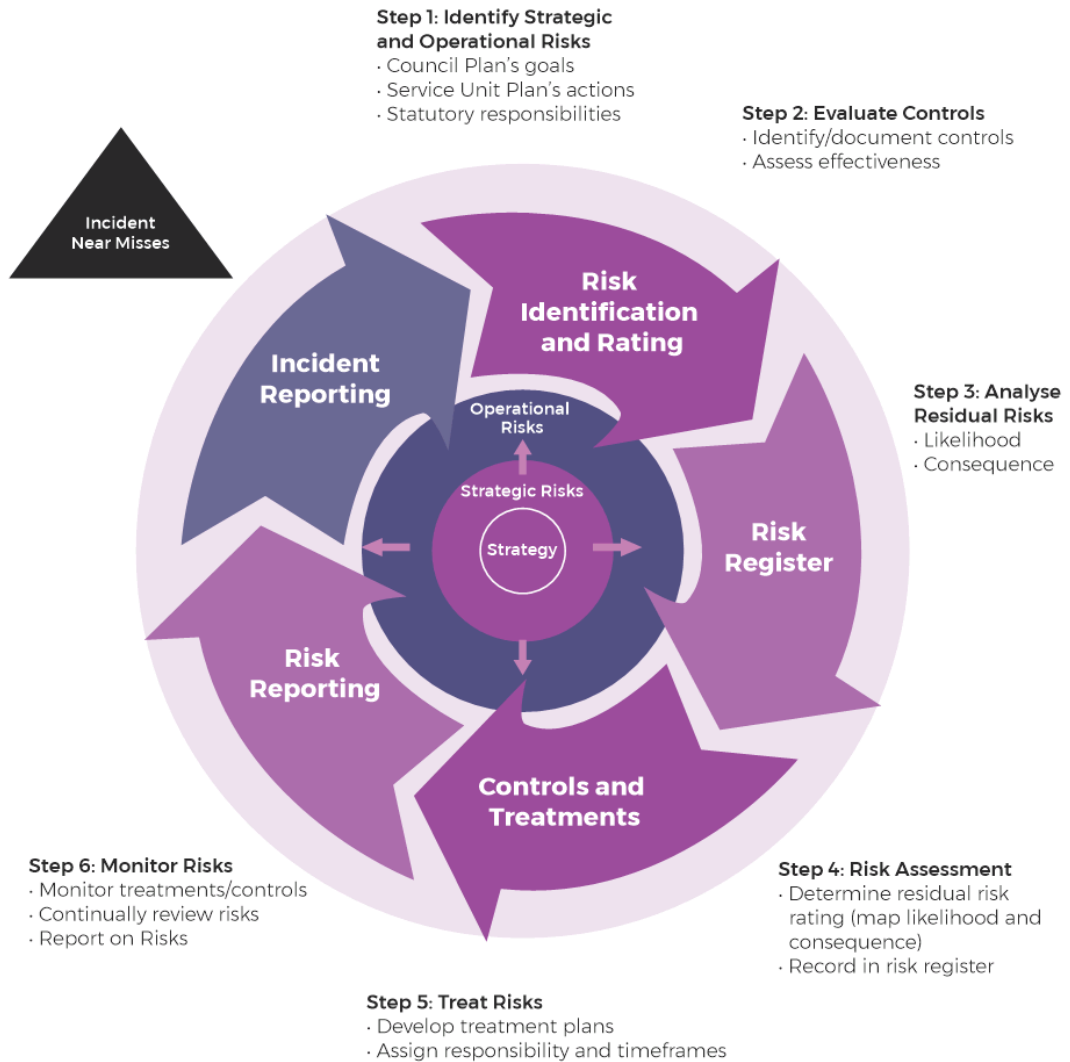 Step 1: Identify Strategic
and Operational Risks
· Council Plan's goals
· Service Unit Plan's actions
· Statutory responsibilities
Step 2: Evaluate Controls
· Identify/document controls
· Assess effectiveness
Incident
Near Misses
Risk
Identification
and Rating
Incident
Reporting
Step 3: Analyse
Residual Risks
· Likelihood
· Consequence
Operational
Risks
Strategic Risks
Strategy
Risk
Register
Risk
Reporting
Controls and
Treatments
Step 4: Risk Assessment
· Determine residual risk
rating (map likelihood and
consequence)
· Record in risk register
Step 5: Treat Risks
· Develop treatment plans
· Assign responsibility and timeframes
Step 6: Monitor Risks
· Monitor treatments/controls
· Continually review risks
· Report on Risks